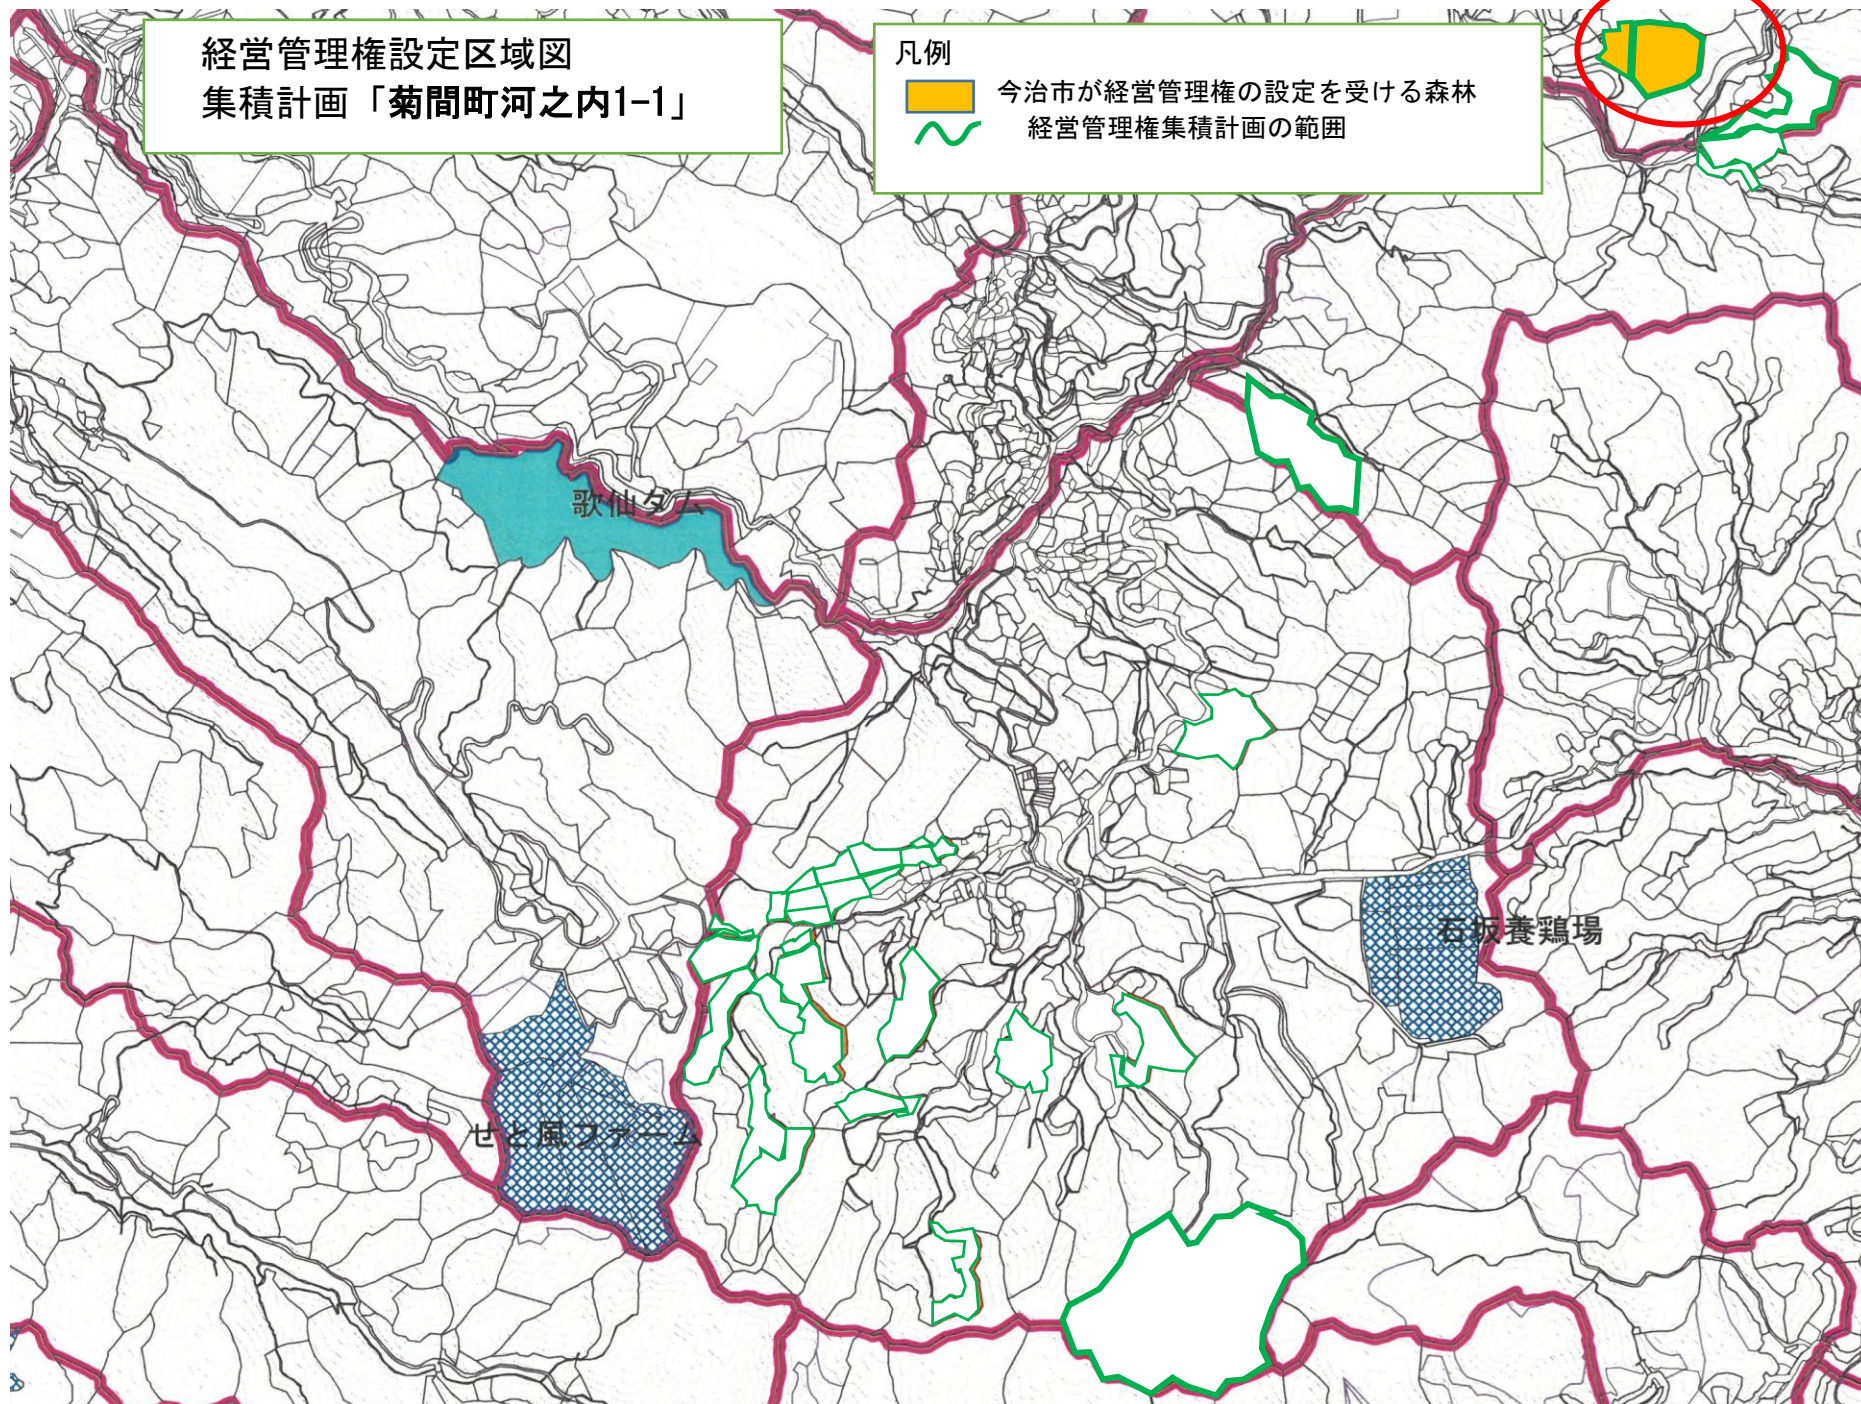 経営管理権設定区域図
集積計画「菊間町河之内1-1」
凡例
今治市が経営管理権の設定を受ける森林
経営管理権集積計画の範囲
歌仙ダム
石坂養鶏場
せと風ファーム